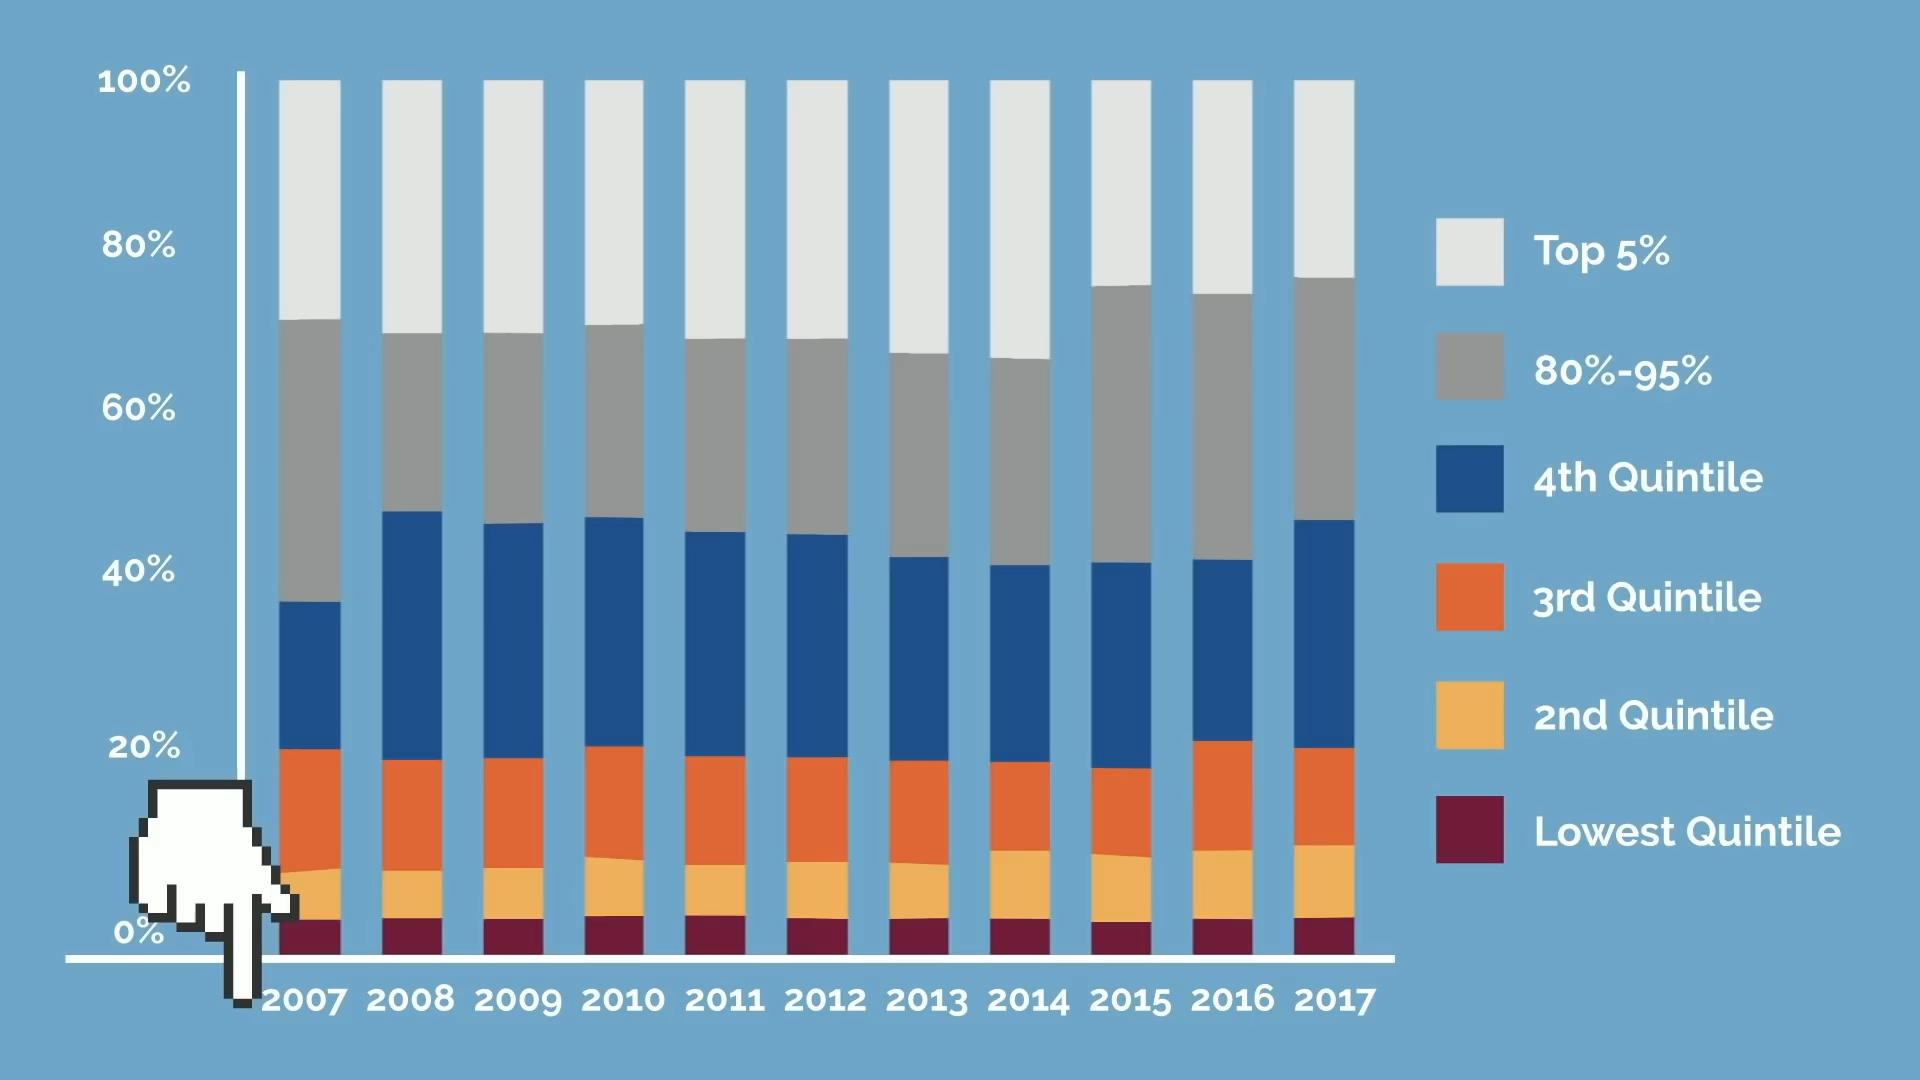 100%
80%
60%
40%
20%
0%
2007 2008 2009 2010 2011 2012 2013 2014 2015 2016 2017
Top 5%
80%-95%
4th Quintile
3rd Quintile
2nd Quintile
Lowest Quintile